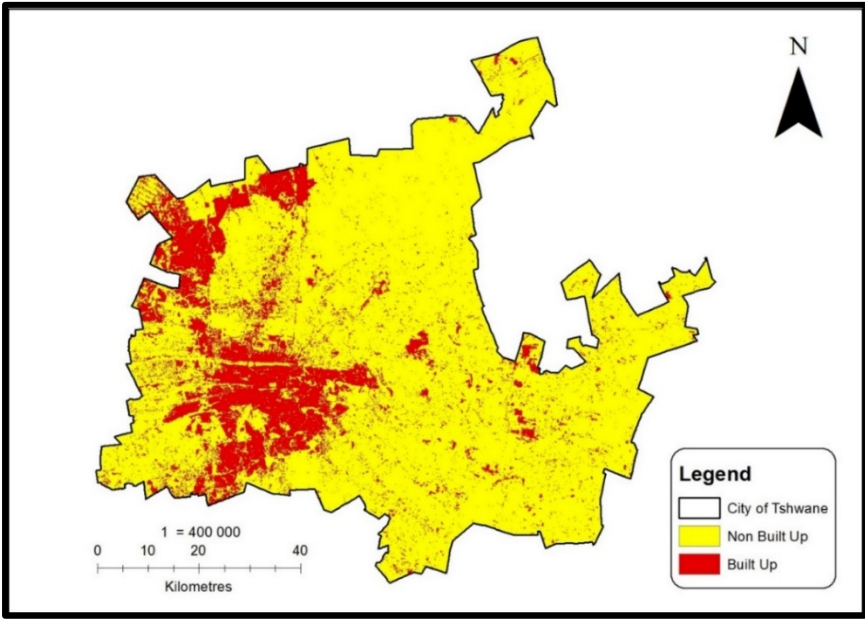 N
Legend
City of Tshwane
Non Built Up
Built Up
1 = 400 000
0 10 20 40
Kilometres